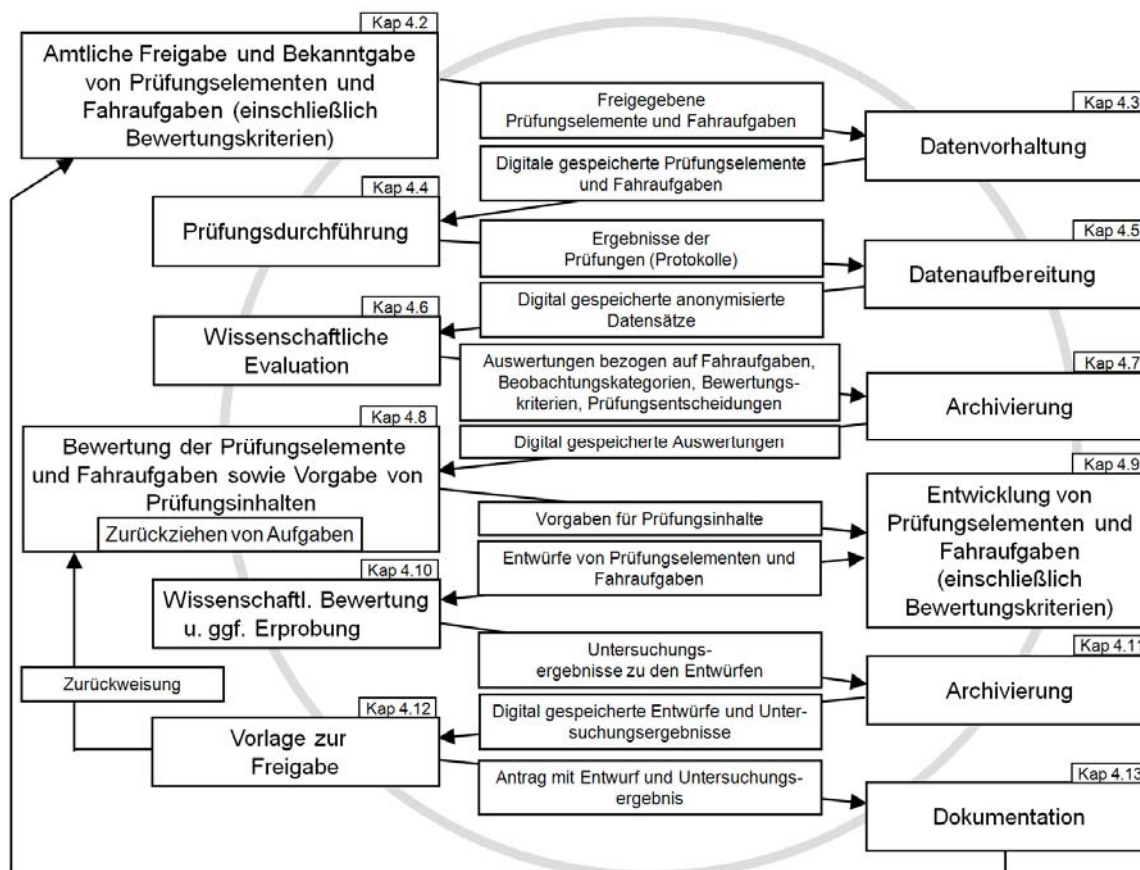 Kap 4.2
Amtliche Freigabe und Bekanntgabe
von Prüfungselementen und
Fahraufgaben (einschließlich
Bewertungskriterien)
Freigegebene
Prüfungselemente und Fahraufgaben
Kap 4.3
Datenvorhaltung
Digitale gespeicherte Prüfungselemente
und Fahraufgaben
Kap 4.4
Prüfungsdurchführung
Ergebnisse der
Prüfungen (Protokolle)
Kap 4.5
Datenaufbereitung
Digital gespeicherte anonymisierte
Datensätze
Kap 4.6
Wissenschaftliche
Evaluation
Auswertungen bezogen auf Fahraufgaben,
Beobachtungskategorien, Bewertungs-
kriterien, Prüfungsentscheidungen
Kap 4.7
Archivierung
Digital gespeicherte Auswertungen
Kap 4.8
Bewertung der Prüfungselemente
und Fahraufgaben sowie Vorgabe von
Prüfungsinhalten
Zurückziehen von Aufgaben
Vorgaben für Prüfungsinhalte
Kap 4.9
Entwicklung von
Prüfungselementen und
Fahraufgaben
(einschließlich
Bewertungskriterien)
Entwürfe von Prüfungselementen und
Fahraufgaben
Kap 4.10
Wissenschaftl. Bewertung
u. ggf. Erprobung
Untersuchungs-
ergebnisse zu den Entwürfen
Kap 4.11
Archivierung
Digital gespeicherte Entwürfe und Unter-
suchungsergebnisse
Zurückweisung
Kap 4.12
Vorlage zur
Freigabe
Antrag mit Entwurf und Untersuchungs-
ergebnis
Kap 4.13
Dokumentation